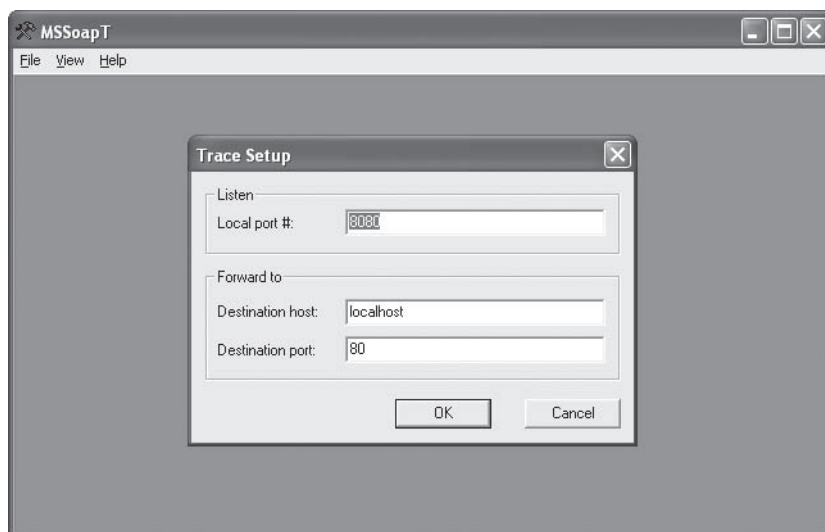 MSSoapT
File View Help
Trace Setup
Listen
Local port #: 8080
Forward to
Destination host: localhost
Destination port: 80
OK Cancel